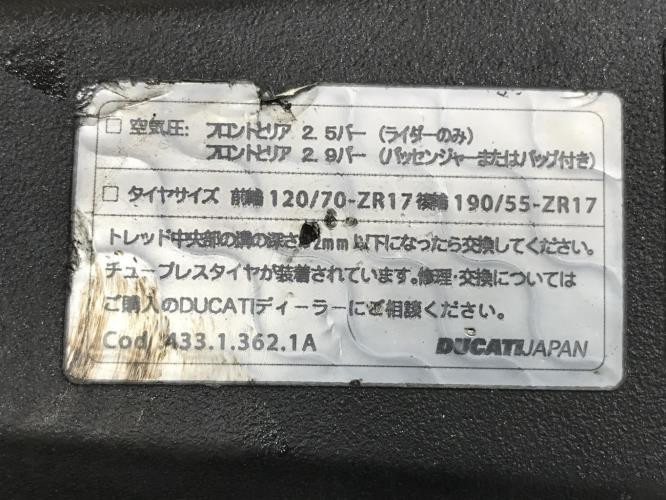 □ 空気圧: フロントとリア 2.5バー (ライダーのみ)
フロントとリア 2.9バー (パッセンジャーまたはバッグ付き)
□ タイヤサイズ 前輪 120/70-ZR17 後輪 190/55-ZR17
トレッド中央部の溝の深さが2mm以下になったら交換してください。
チューブレスタイヤが装着されています。修理・交換については
ご購入のDUCATIディーラーにご相談ください。
Cod. 433.1.362.1A
DUCATIJAPAN